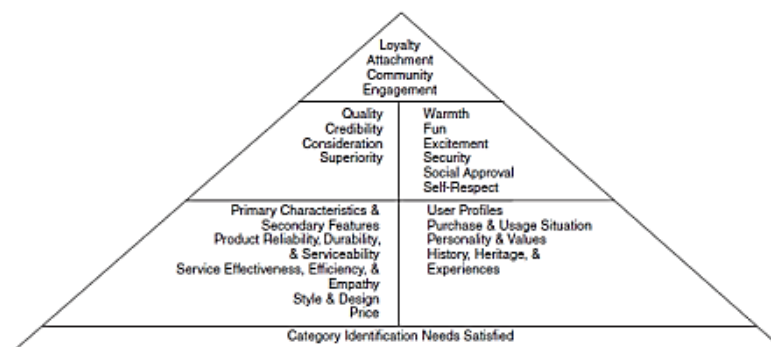 Loyalty
Attachment
Community
Engagement
Quality
Credibility
Consideration
Superiority
Warmth
Fun
Excitement
Security
Social Approval
Self-Respect
Primary Characteristics &
Secondary Features
Product Reliability, Durability,
& Serviceability
Service Effectiveness, Efficiency, &
Empathy
Style & Design
Price
User Profiles
Purchase & Usage Situation
Personality & Values
History, Heritage, &
Experiences
Category Identification Needs Satisfied